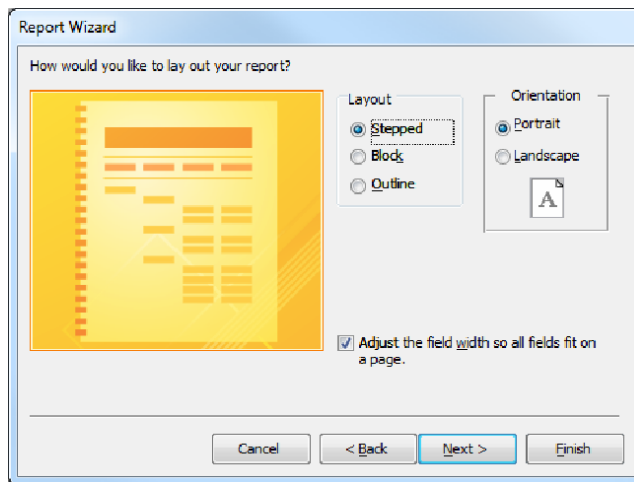 Report Wizard
How would you like to lay out your report?
Layout
Stepped
Block
Outline
Orientation
Portrait
Landscape
A
Adjust the field width so all fields fit on
a page.
Cancel
< Back
Next >
Finish